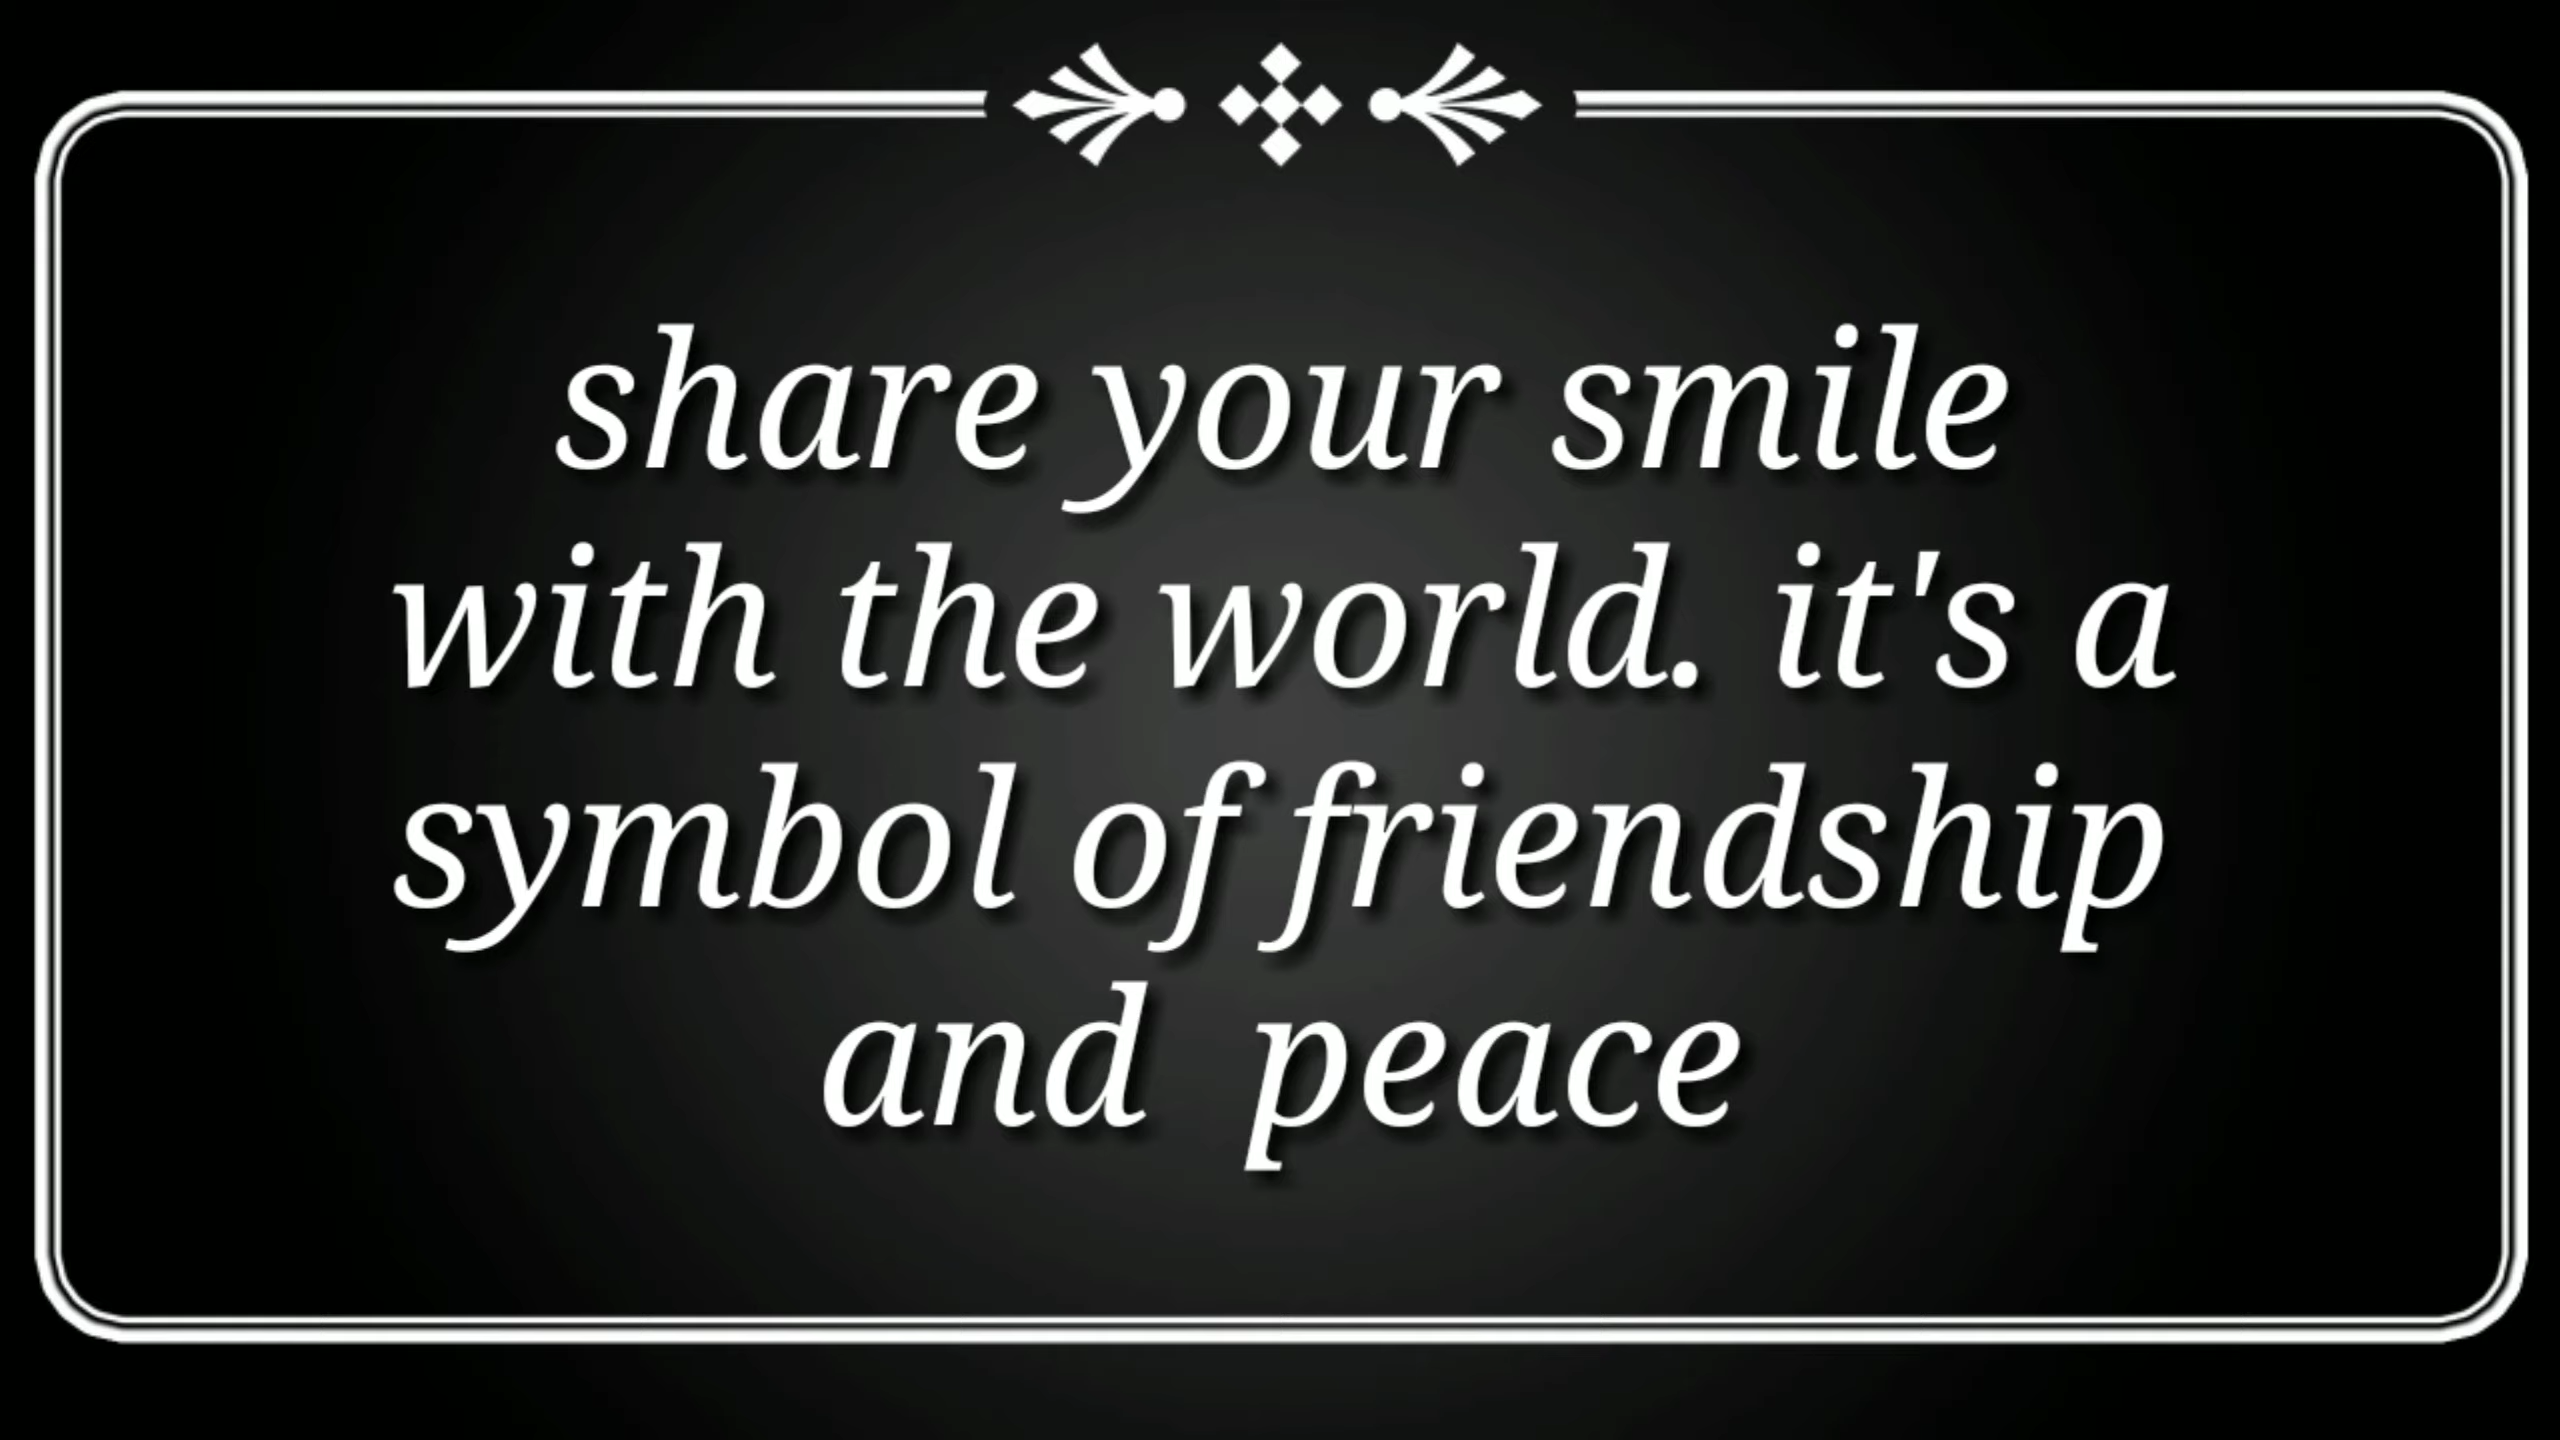 share your smile
with the world. it's a
symbol of friendship
and  peace